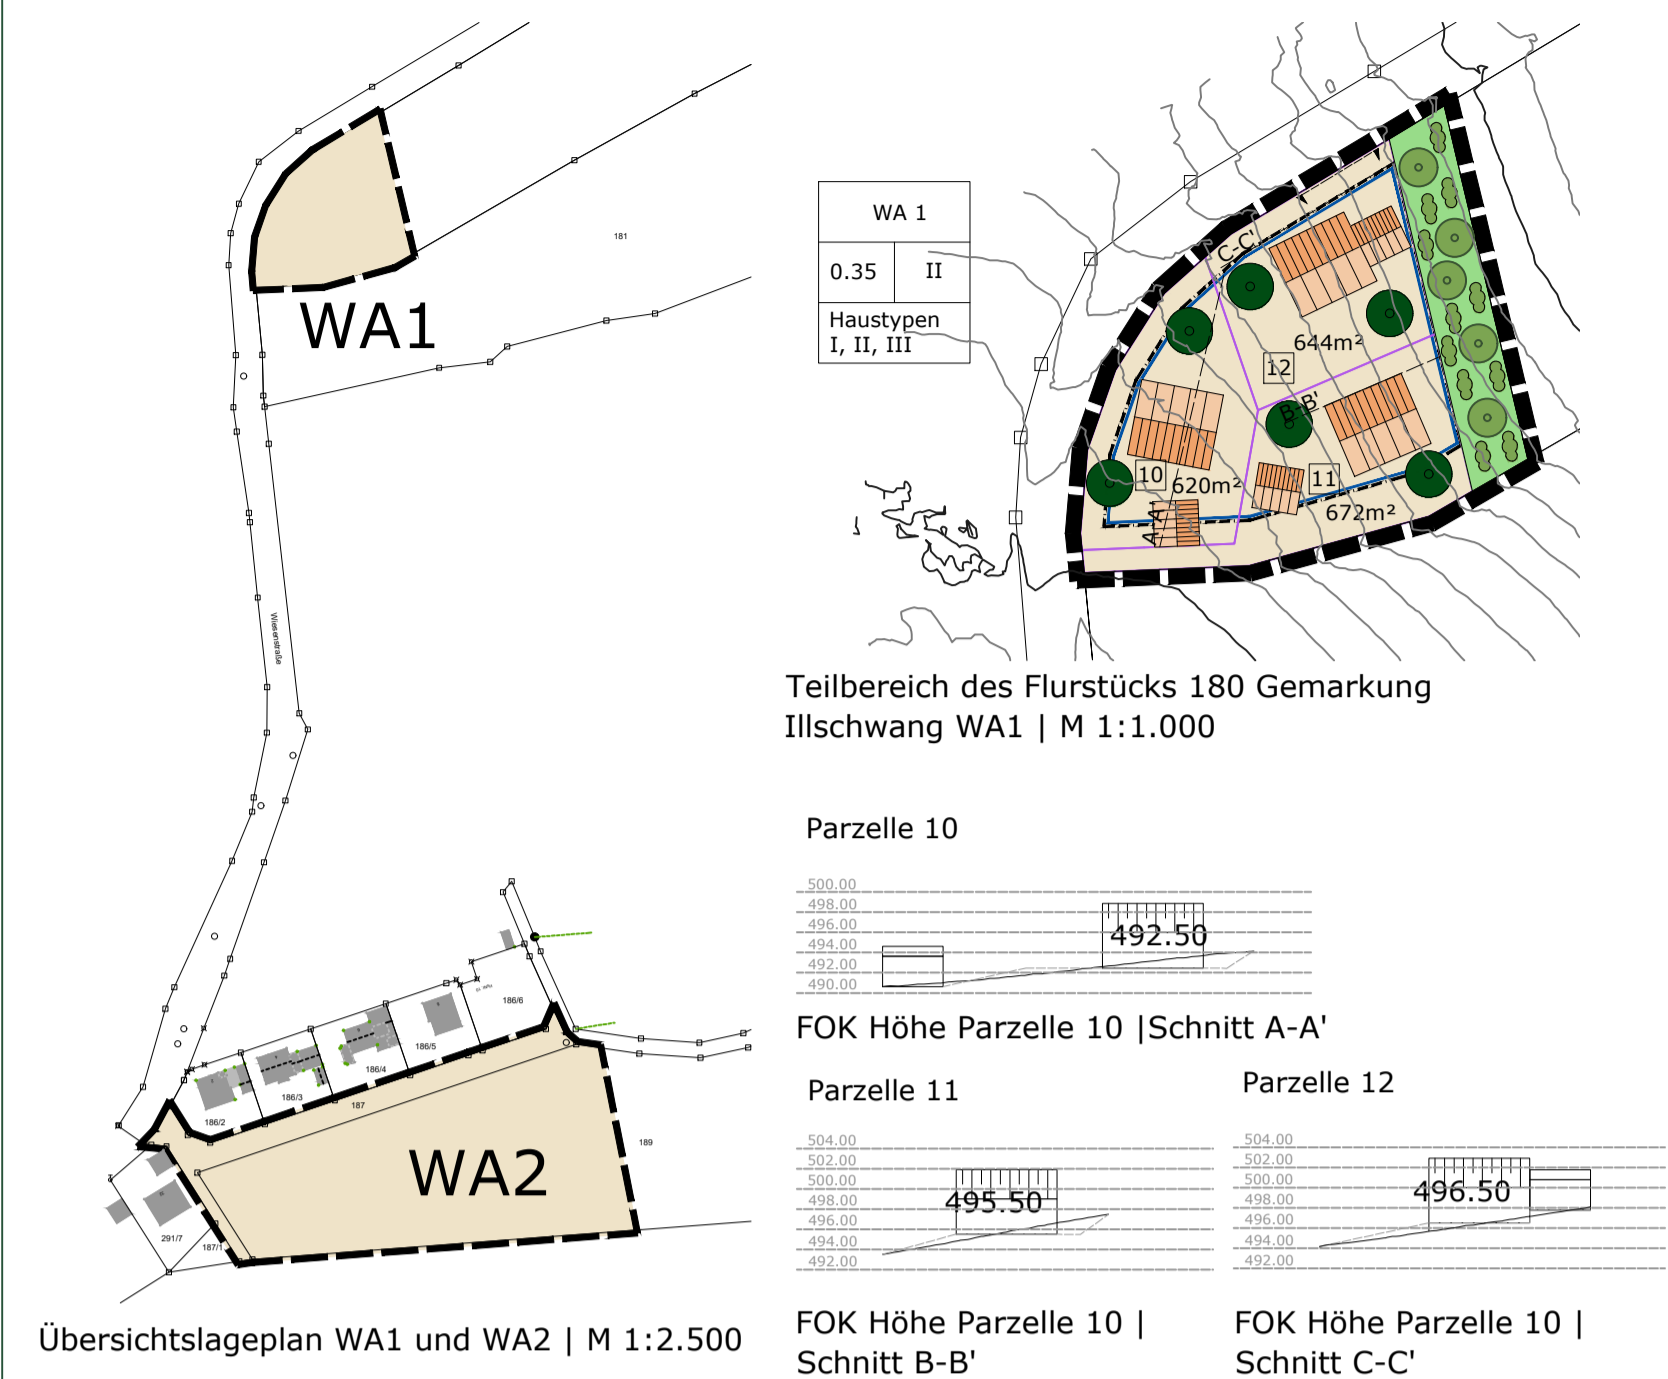 181
WA1
Wiesenstraße
186/6
186/5
186/4
186/3
186/2
187
189
WA2
291/7
187/1
Übersichtslageplan WA1 und WA2 | M 1:2.500
WA 1
0.35
II
Haustypen
I, II, III
C-C'
644m²
12
B-B'
10
620m²
11
672m²
A-A'
Teilbereich des Flurstücks 180 Gemarkung
Illschwang WA1 | M 1:1.000
Parzelle 10
500.00
498.00
496.00
494.00
492.00
490.00
492.50
FOK Höhe Parzelle 10 |Schnitt A-A'
Parzelle 11
504.00
502.00
500.00
498.00
496.00
494.00
492.00
495.50
FOK Höhe Parzelle 10 |
Schnitt B-B'
Parzelle 12
504.00
502.00
500.00
498.00
496.00
494.00
492.00
496.50
FOK Höhe Parzelle 10 |
Schnitt C-C'